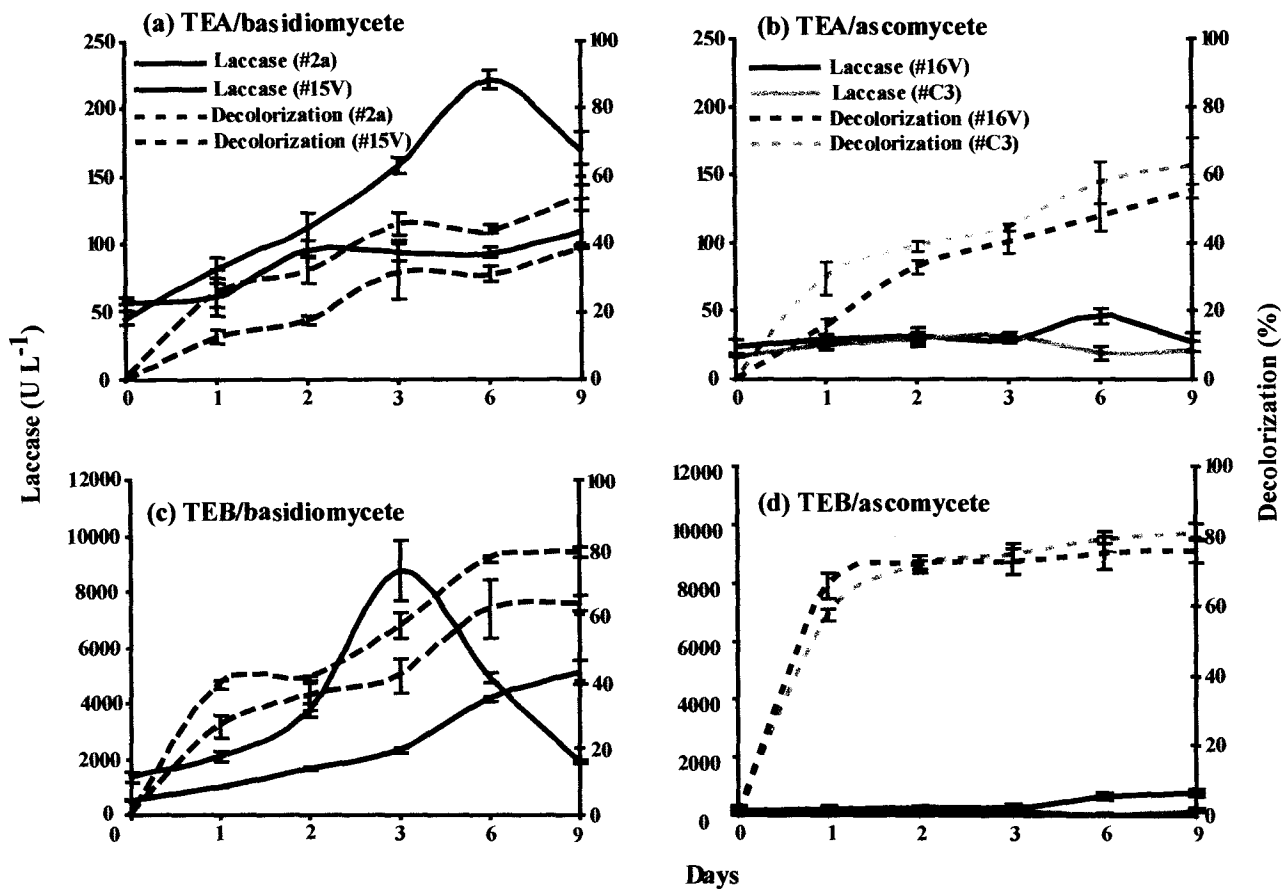 (a) TEA/basidiomycete
250
200
150
100
50
0
Laccase (#2a)
Laccase (#15V)
Decolorization (#2a)
Decolorization (#15V)
100
80
60
40
20
0
0 1 2 3 6 9
(b) TEA/ascomycete
250
200
150
100
50
0
Laccase (#16V)
Laccase (#C3)
Decolorization (#16V)
Decolorization (#C3)
100
80
60
40
20
0
0 1 2 3 6 9
Laccase (U L-1)
Decolorization (%)
(c) TEB/basidiomycete
12000
10000
8000
6000
4000
2000
0
100
80
60
40
20
0
0 1 2 3 6 9
(d) TEB/ascomycete
12000
10000
8000
6000
4000
2000
0
100
80
60
40
20
0
0 1 2 3 6 9
Days